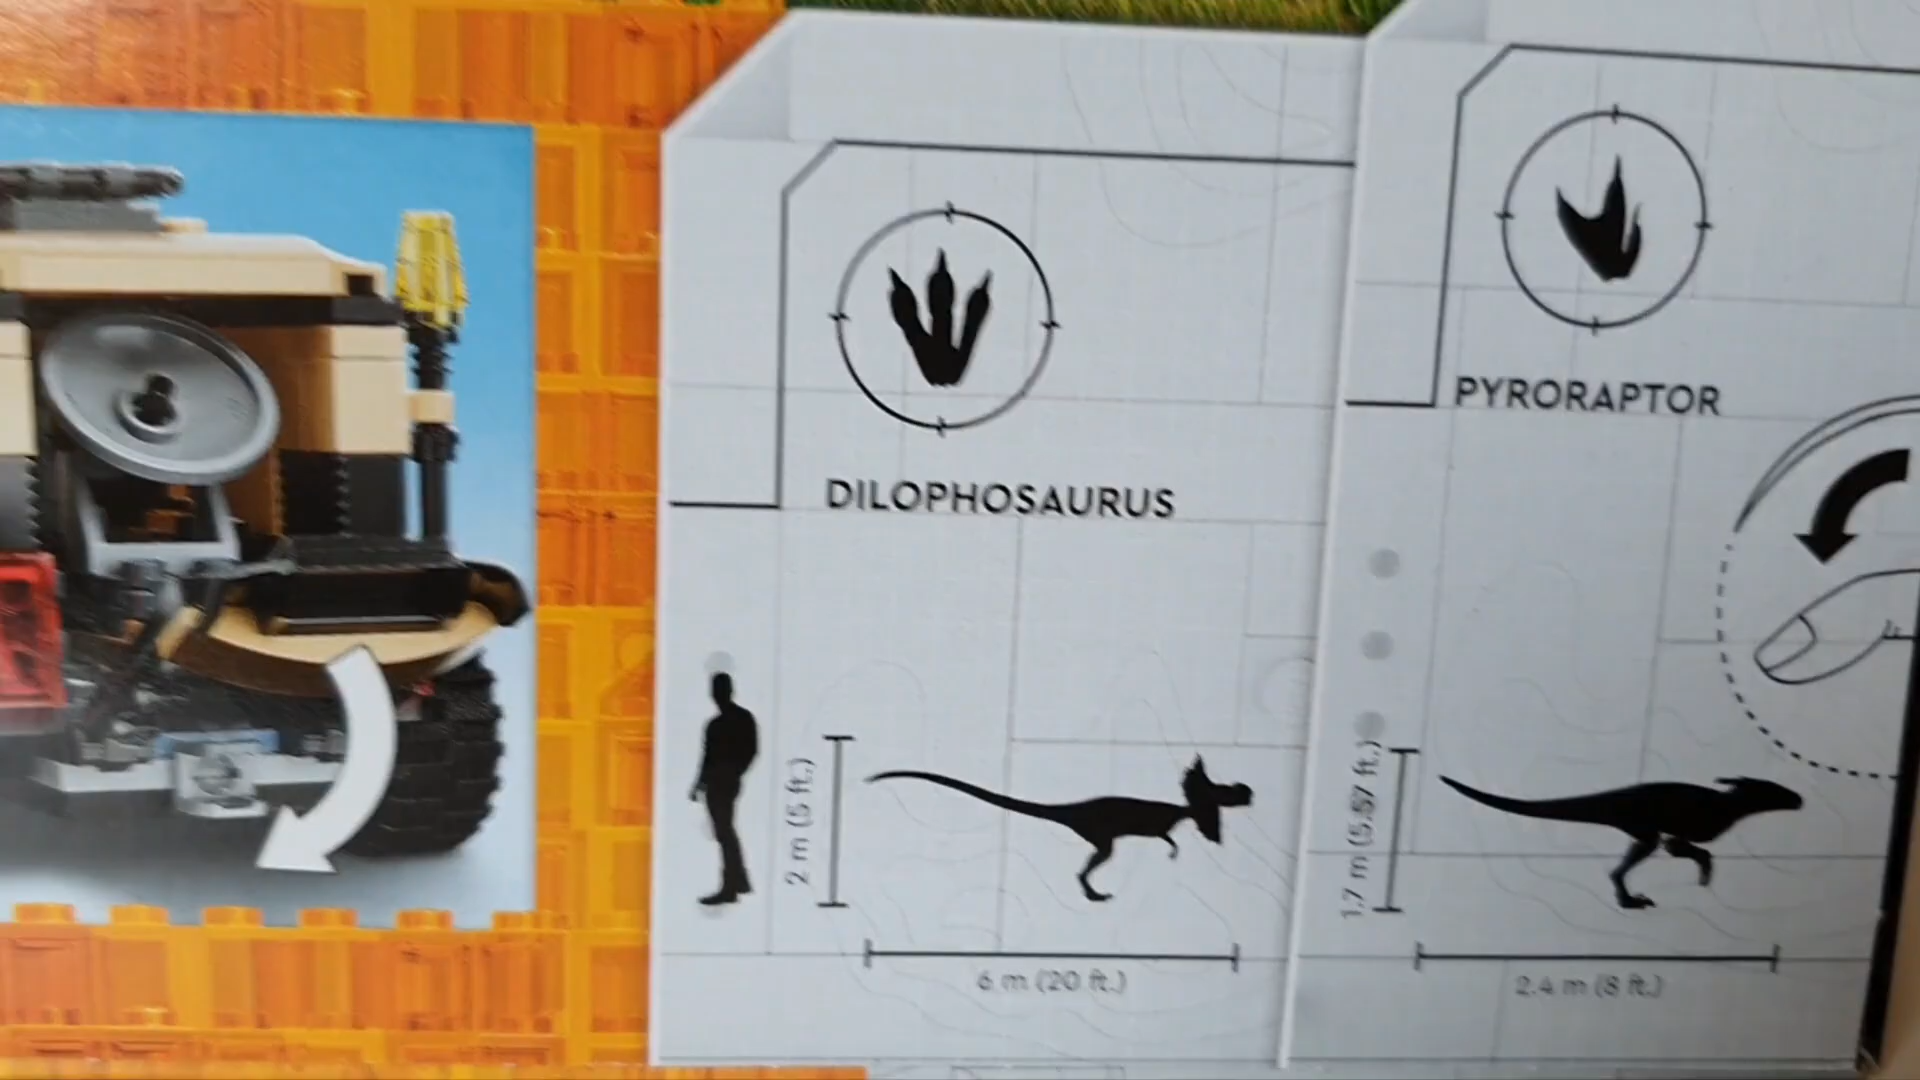 DILOPHOSAURUS
2 m (5 ft.)
6 m (20 ft.)
PYRORAPTOR
1.7 m (5.57 ft.)
2.4 m (8 ft.)